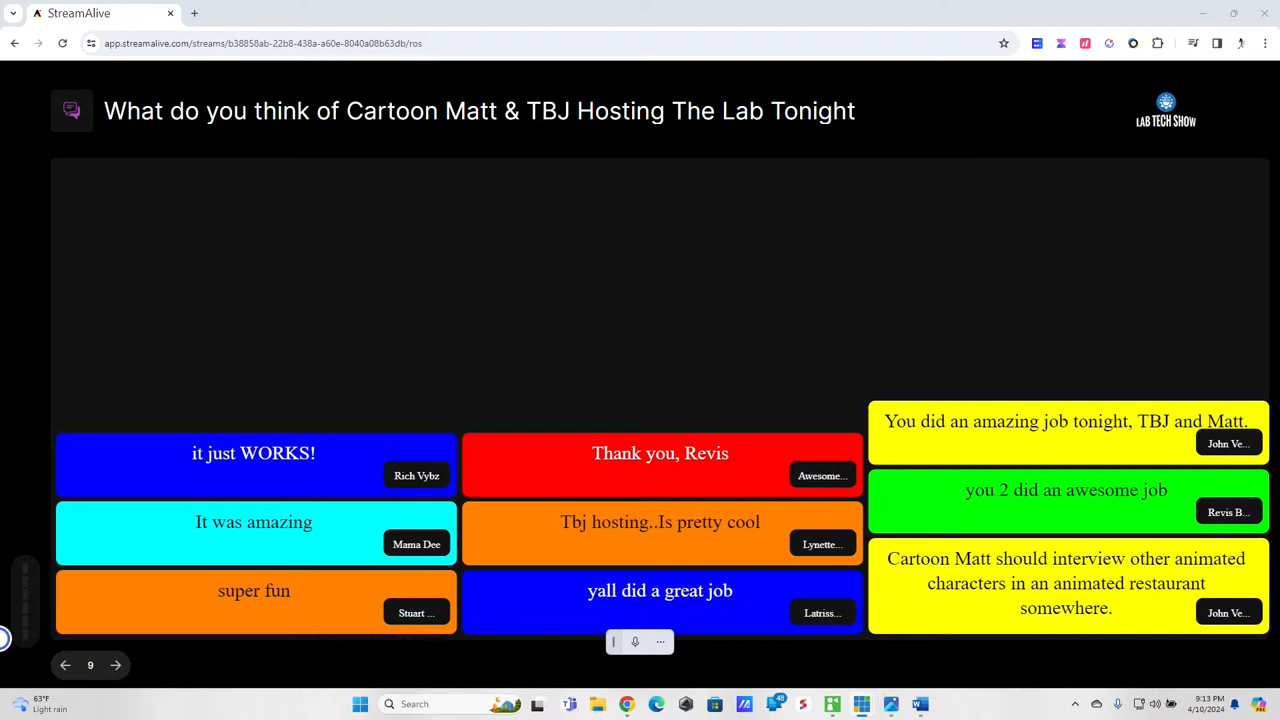 StreamAlive
app.streamalive.com/streams/b38858ab-22b8-438a-a60e-8040a08b63db/ros
What do you think of Cartoon Matt & TBJ Hosting The Lab Tonight
LAB TECH SHOW
it just WORKS!
Rich Vybz
It was amazing
Mama Dee
super fun
Stuart ...
Thank you, Revis
Awesome...
Tbj hosting..Is pretty cool
Lynette...
yall did a great job
Latriss...
You did an amazing job tonight, TBJ and Matt.
John Ve...
you 2 did an awesome job
Revis B...
Cartoon Matt should interview other animated
characters in an animated restaurant
somewhere.
John Ve...
9
63°F
Light rain
Search
48
9:13 PM
4/10/2024